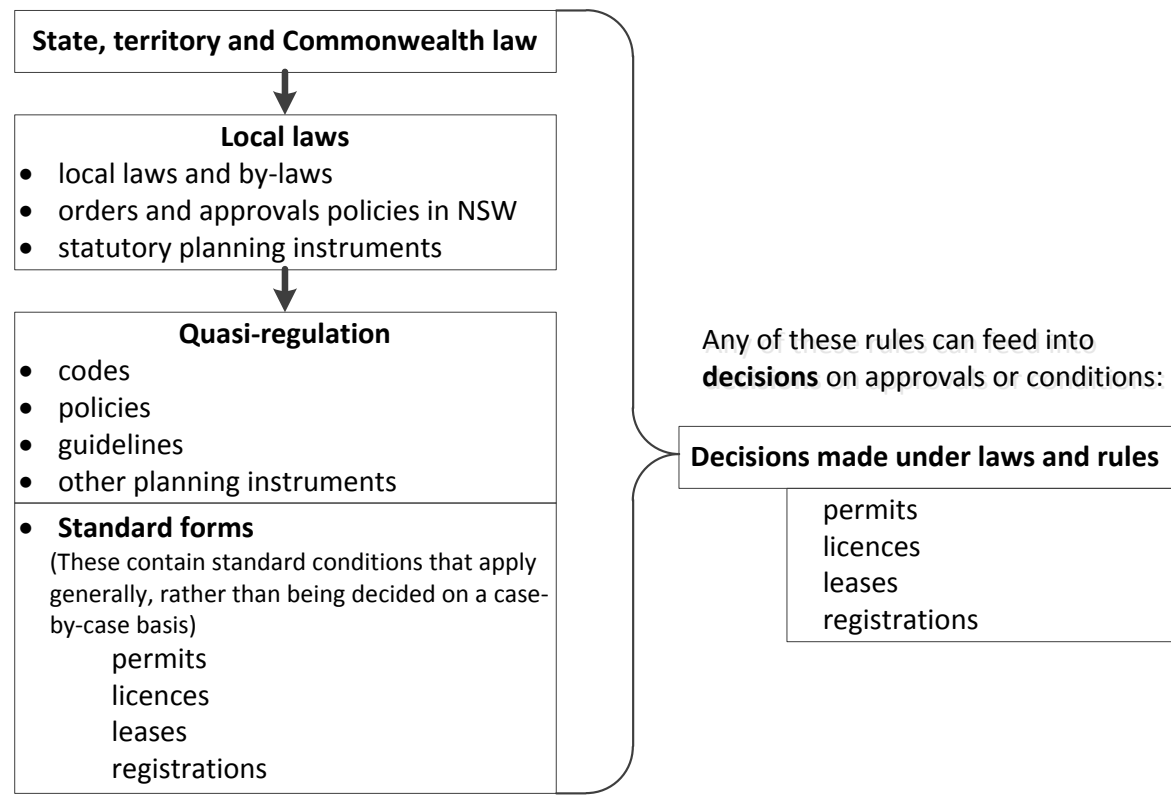 State, territory and Commonwealth law
Local laws
• local laws and by-laws
• orders and approvals policies in NSW
• statutory planning instruments
Quasi-regulation
• codes
• policies
• guidelines
• other planning instruments
• Standard forms
(These contain standard conditions that apply
generally, rather than being decided on a case-
by-case basis)
permits
licences
leases
registrations
Any of these rules can feed into
decisions on approvals or conditions:
Decisions made under laws and rules
permits
licences
leases
registrations